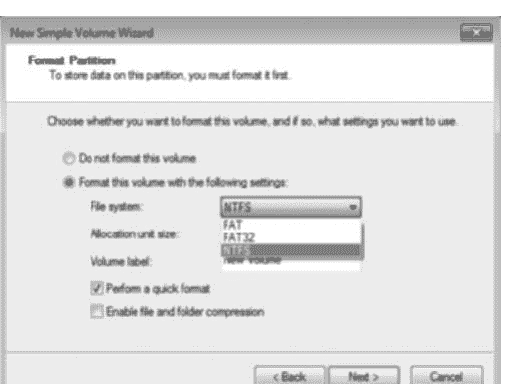 New Simple Volume Wizard
Format Partition
To store data on this partition, you must format it first.
Choose whether you want to format this volume, and if so, what settings you want to use.
Do not format this volume
Format this volume with the following settings:
File system:
NTFS
FAT
Allocation unit size:
FAT32
NTFS
Volume label:
New Volume
Perform a quick format
Enable file and folder compression
< Back
Next >
Cancel